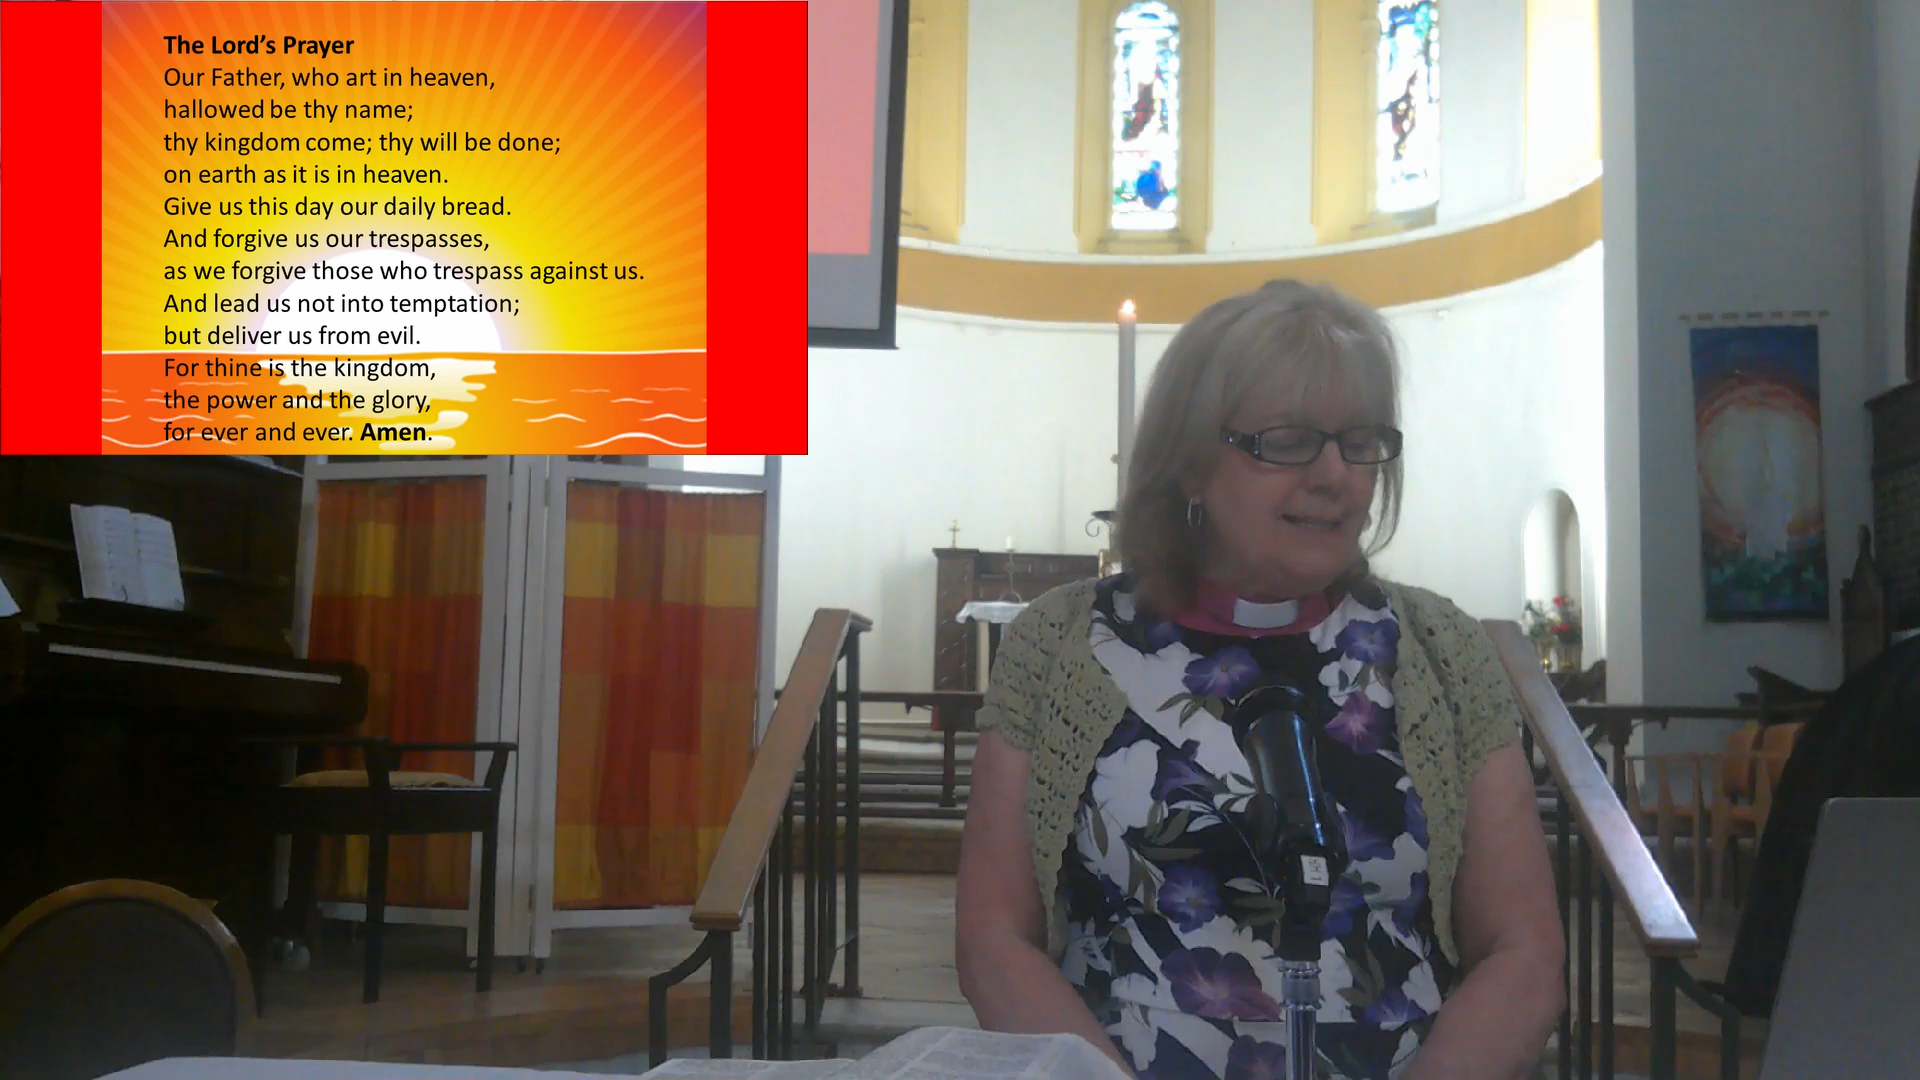 The Lord’s Prayer
Our Father, who art in heaven,
hallowed be thy name;
thy kingdom come; thy will be done;
on earth as it is in heaven.
Give us this day our daily bread.
And forgive us our trespasses,
as we forgive those who trespass against us.
And lead us not into temptation;
but deliver us from evil.
For thine is the kingdom,
the power and the glory,
for ever and ever. Amen.